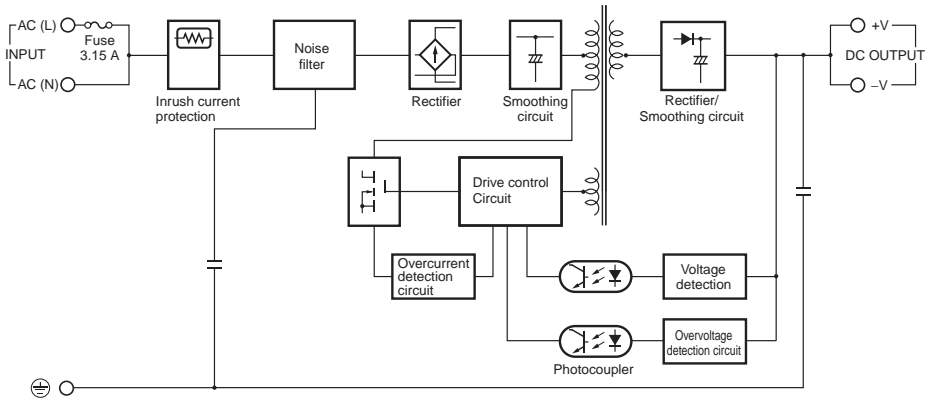 AC (L)
Fuse
3.15 A
INPUT
AC (N)
Inrush current
protection
Noise
filter
Rectifier
Smoothing
circuit
Rectifier/
Smoothing circuit
+V
DC OUTPUT
–V
Drive control
Circuit
Overcurrent
detection
circuit
Voltage
detection
Overvoltage
detection circuit
Photocoupler